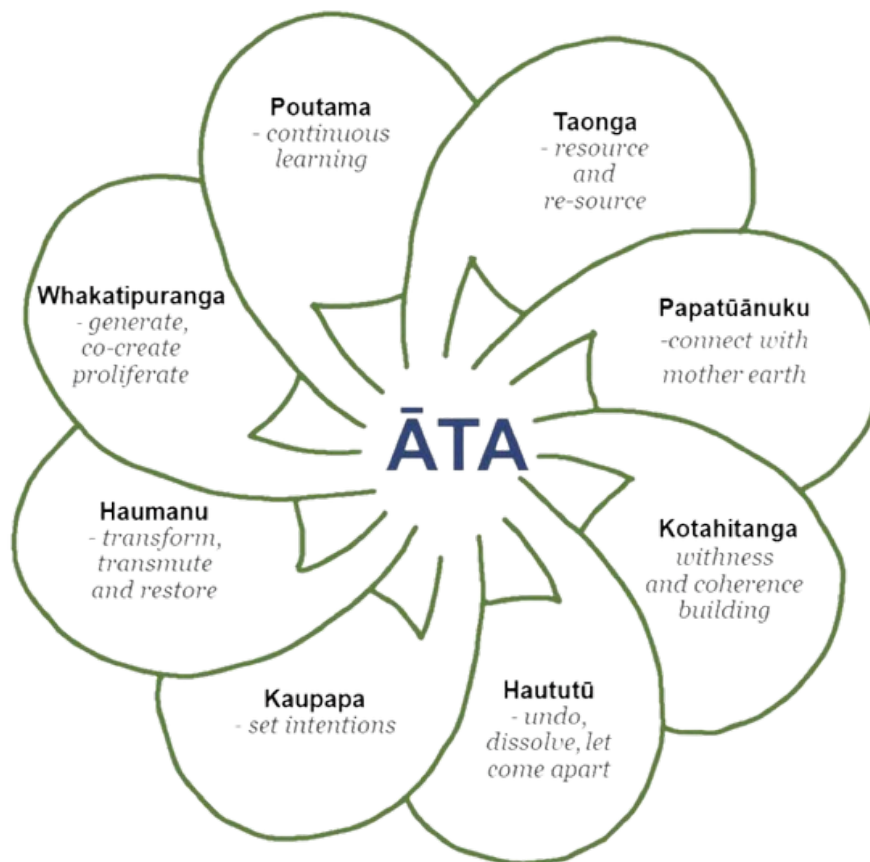 Poutama
- continuous
learning
Taonga
- resource
and
re-source
Papatūānuku
-connect with
mother earth
Kotahitanga
withness
and coherence
building
Haututū
- undo,
dissolve, let
come apart
Kaupapa
- set intentions
Haumanu
- transform,
transmute
and restore
Whakatipuranga
- generate,
co-create
proliferate
ĀTA